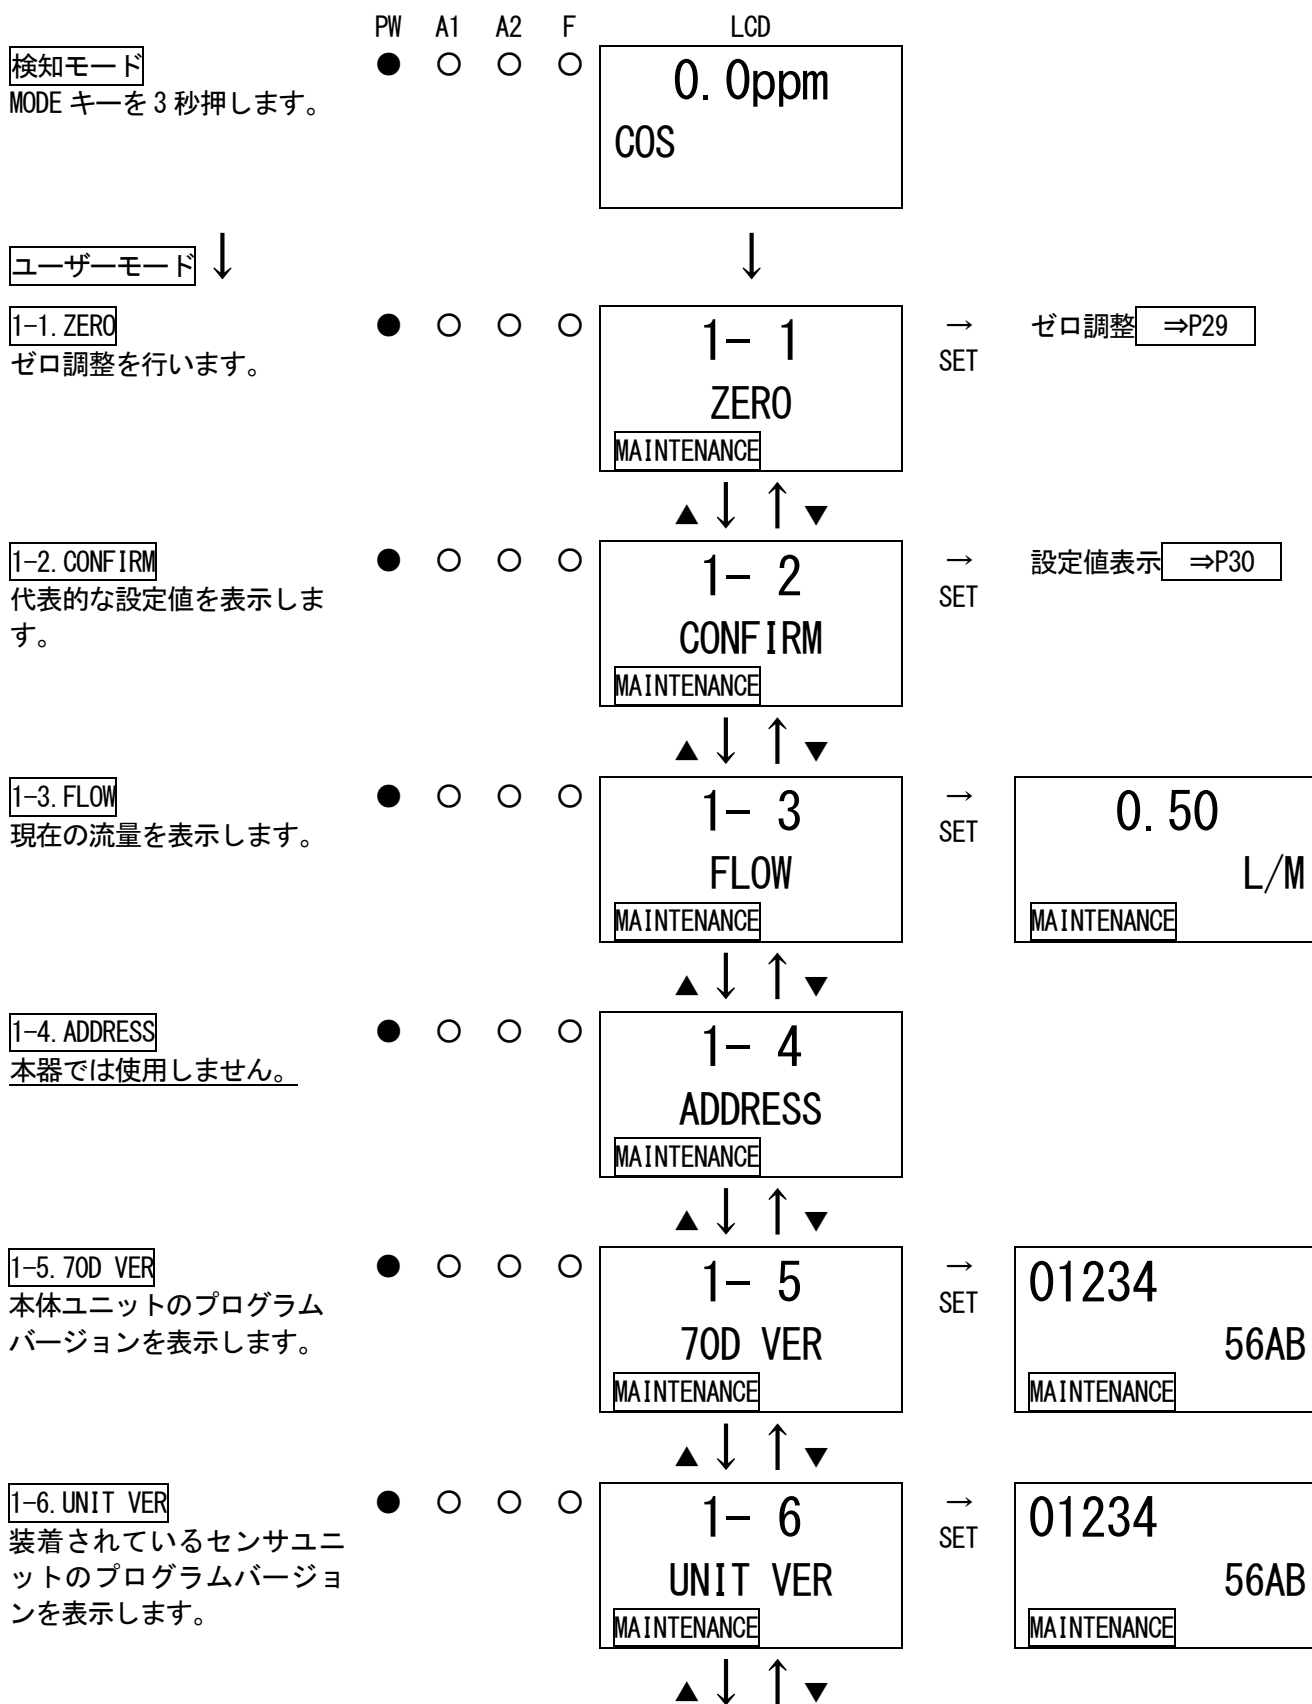 PW A1 A2 F LCD
検知モード ● ○ ○ ○ 0.0ppm
MODE キーを 3 秒押します。
COS
ユーザーモード ↓ ↓
1-1.ZERO ● ○ ○ ○ 1- 1 → ゼロ調整 ⇒P29
ゼロ調整を行います。 SET
ZERO
MAINTENANCE
▲ ↓ ↑ ▼
1-2.CONFIRM ● ○ ○ ○ 1- 2 → 設定値表示 ⇒P30
代表的な設定値を表示しま SET
す。 CONFIRM
MAINTENANCE
▲ ↓ ↑ ▼
1-3.FLOW ● ○ ○ ○ 1- 3 → 0.50
現在の流量を表示します。 SET
FLOW L/M
MAINTENANCE MAINTENANCE
▲ ↓ ↑ ▼
1-4.ADDRESS ● ○ ○ ○ 1- 4
本器では使用しません。
ADDRESS
MAINTENANCE
▲ ↓ ↑ ▼
1-5.70D VER ● ○ ○ ○ 1- 5 → 01234
本体ユニットのプログラム SET
バージョンを表示します。 70D VER 56AB
MAINTENANCE MAINTENANCE
▲ ↓ ↑ ▼
1-6.UNIT VER ● ○ ○ ○ 1- 6 → 01234
装着されているセンサユニ SET
ットのプログラムバージョ UNIT VER 56AB
ンを表示します。 MAINTENANCE MAINTENANCE
▲ ↓ ↑ ▼